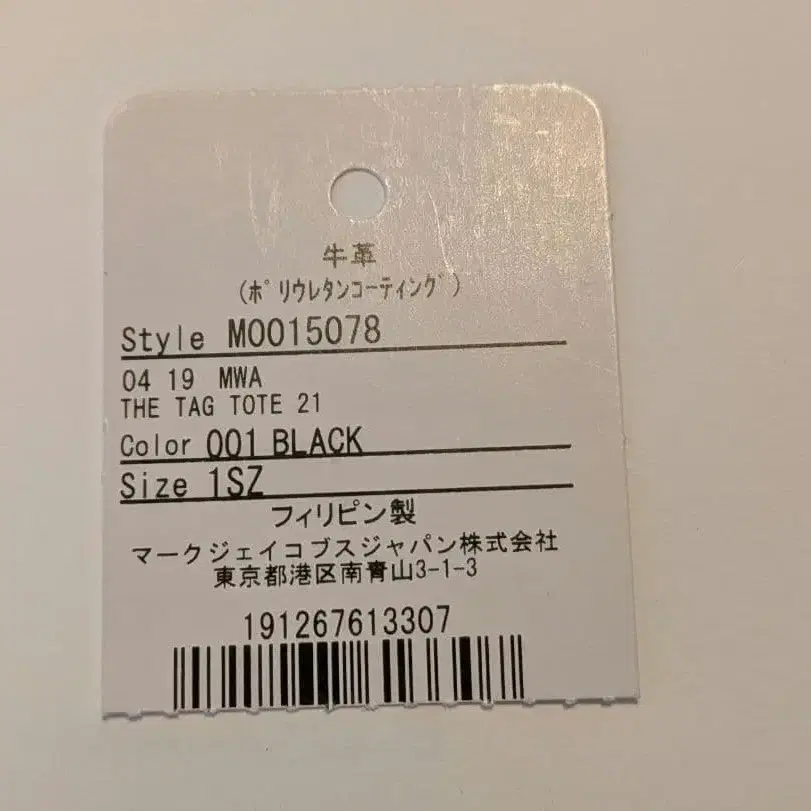 牛革
(ポリウレタンコーティング)
Style M0015078
04 19 MWA
THE TAG TOTE 21
Color 001 BLACK
Size 1SZ
フィリピン製
マークジェイコブスジャパン株式会社
東京都港区南青山3-1-3
191267613307